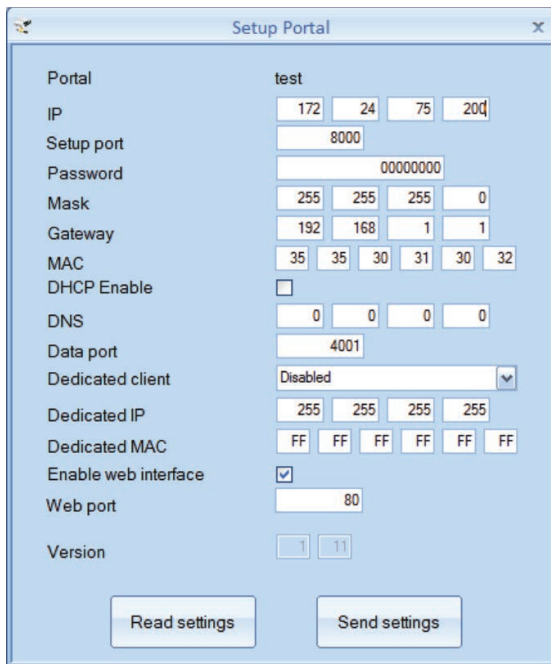 Setup Portal x
Portal test
IP 172 24 75 200
Setup port 8000
Password 00000000
Mask 255 255 255 0
Gateway 192 168 1 1
MAC 35 35 30 31 30 32
DHCP Enable
DNS 0 0 0 0
Data port 4001
Dedicated client Disabled
Dedicated IP 255 255 255 255
Dedicated MAC FF FF FF FF FF FF
Enable web interface
Web port 80
Version 1 11
Read settings Send settings